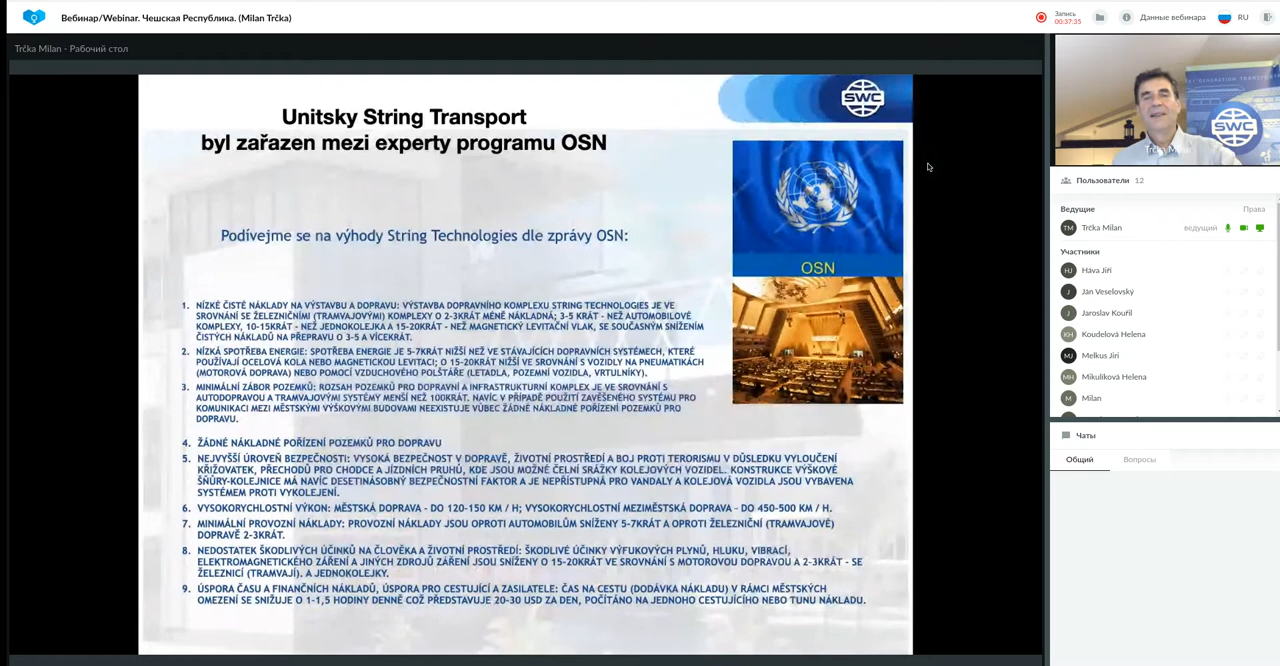 Вебинар/Webinar. Чешская Республика. (Milan Trčka)
Запись
00:37:35
Данные вебинара
RU
Trčka Milan - Рабочий стол
SWC
Unitsky String Transport
byl zařazen mezi experty programu OSN
Podívejme se na výhody String Technologies dle zprávy OSN:
OSN
1. NÍZKÉ ČISTÉ NÁKLADY NA VÝSTAVBU A DOPRAVU: VÝSTAVBA DOPRAVNÍHO KOMPLEXU STRING TECHNOLOGIES JE VE
SROVNÁNÍ SE ŽELEZNIČNÍMI (TRAMVAJOVÝMI) KOMPLEXY O 2-3KRÁT MÉNĚ NÁKLADNÁ; 3-5 KRÁT - NEŽ AUTOMOBILOVÉ
KOMPLEXY, 10-15KRÁT - NEŽ JEDNOKOLEJKA A 15-20KRÁT - NEŽ MAGNETICKÝ LEVITAČNÍ VLAK, SE SOUČASNÝM SNÍŽENÍM
ČISTÝCH NÁKLADŮ NA PŘEPRAVU O 3-5 A VÍCEKRÁT.
2. NÍZKÁ SPOTŘEBA ENERGIE: SPOTŘEBA ENERGIE JE 5-7KRÁT NIŽŠÍ NEŽ VE STÁVAJÍCÍCH DOPRAVNÍCH SYSTÉMECH, KTERÉ
POUŽÍVAJÍ OCELOVÁ KOLA NEBO MAGNETICKOU LEVITACI; O 15-20KRÁT NIŽŠÍ VE SROVNÁNÍ S VOZIDLY NA PNEUMATIKÁCH
(MOTOROVÁ DOPRAVA) NEBO POMOCÍ VZDUCHOVÉHO POLŠTÁŘE (LETADLA, POZEMNÍ VOZIDLA, VRTULNÍKY).
3. MINIMÁLNÍ ZÁBOR POZEMKŮ: ROZSAH POZEMKŮ PRO DOPRAVNÍ A INFRASTRUKTURNÍ KOMPLEX JE VE SROVNÁNÍ S
AUTODOPRAVOU A TRAMVAJOVÝMI SYSTÉMY MENŠÍ NEŽ 100KRÁT. NAVÍC V PŘÍPADĚ POUŽITÍ ZAVĚŠENÉHO SYSTÉMU PRO
KOMUNIKACI MEZI MĚSTSKÝMI VÝŠKOVÝMI BUDOVAMI NEEXISTUJE VŮBEC ŽÁDNÉ NÁKLADNÉ POŘÍZENÍ POZEMKŮ PRO
DOPRAVU.
4. ŽÁDNÉ NÁKLADNÉ POŘÍZENÍ POZEMKŮ PRO DOPRAVU
5. NEJVYŠŠÍ ÚROVEŇ BEZPEČNOSTI: VYSOKÁ BEZPEČNOST V DOPRAVĚ, ŽIVOTNÍ PROSTŘEDÍ A BOJ PROTI TERORISMU V DŮSLEDKU VYLOUČENÍ
KŘIŽOVATEK, PŘECHODŮ PRO CHODCE A JÍZDNÍCH PRUHŮ, KDE JSOU MOŽNÉ ČELNÍ SRÁŽKY KOLEJOVÝCH VOZIDEL. KONSTRUKCE VÝŠKOVÉ
ŠŇŮRY-KOLEJNICE MÁ NAVÍC DESETINÁSOBNÝ BEZPEČNOSTNÍ FAKTOR A JE NEPŘÍSTUPNÁ PRO VANDALY A KOLEJOVÁ VOZIDLA JSOU VYBAVENA
SYSTÉMEM PROTI VYKOLEJENÍ.
6. VYSOKORYCHLOSTNÍ VÝKON: MĚSTSKÁ DOPRAVA - DO 120-150 KM / H; VYSOKORYCHLOSTNÍ MEZIMĚSTSKÁ DOPRAVA - DO 450-500 KM / H.
7. MINIMÁLNÍ PROVOZNÍ NÁKLADY: PROVOZNÍ NÁKLADY JSOU OPROTI AUTOMOBILŮM SNÍŽENY 5-7KRÁT A OPROTI ŽELEZNIČNÍ (TRAMVAJOVÉ)
DOPRAVĚ 2-3KRÁT.
8. NEDOSTATEK ŠKODLIVÝCH ÚČINKŮ NA ČLOVĚKA A ŽIVOTNÍ PROSTŘEDÍ: ŠKODLIVÉ ÚČINKY VÝFUKOVÝCH PLYNŮ, HLUKU, VIBRACÍ,
ELEKTROMAGNETICKÉHO ZÁŘENÍ A JINÝCH ZDROJŮ ZÁŘENÍ JSOU SNÍŽENY O 15-20KRÁT VE SROVNÁNÍ S MOTOROVOU DOPRAVOU A 2-3KRÁT - SE
ŽELEZNICÍ (TRAMVAJÍ). A JEDNOKOLEJKY.
9. ÚSPORA ČASU A FINANČNÍCH NÁKLADŮ, ÚSPORA PRO CESTUJÍCÍ A ZASILATELE: ČAS NA CESTU (DODÁVKA NÁKLADU) V RÁMCI MĚSTSKÝCH
OMEZENÍ SE SNIŽUJE O 1-1,5 HODINY DENNĚ COŽ PŘEDSTAVUJE 20-30 USD ZA DEN, POČÍTÁNO NA JEDNOHO CESTUJÍCÍHO NEBO TUNU NÁKLADU.
SWC
Trčka Milan
Пользователи 12
Ведущие Права
TM Trčka Milan ведущий
Участники
HJ Háva Jiří
J Ján Veselovský
J Jaroslav Kouřil
KH Koudelová Helena
MJ Melkus Jiri
MH Mikulíková Helena
M Milan
Чаты
Общий Вопросы